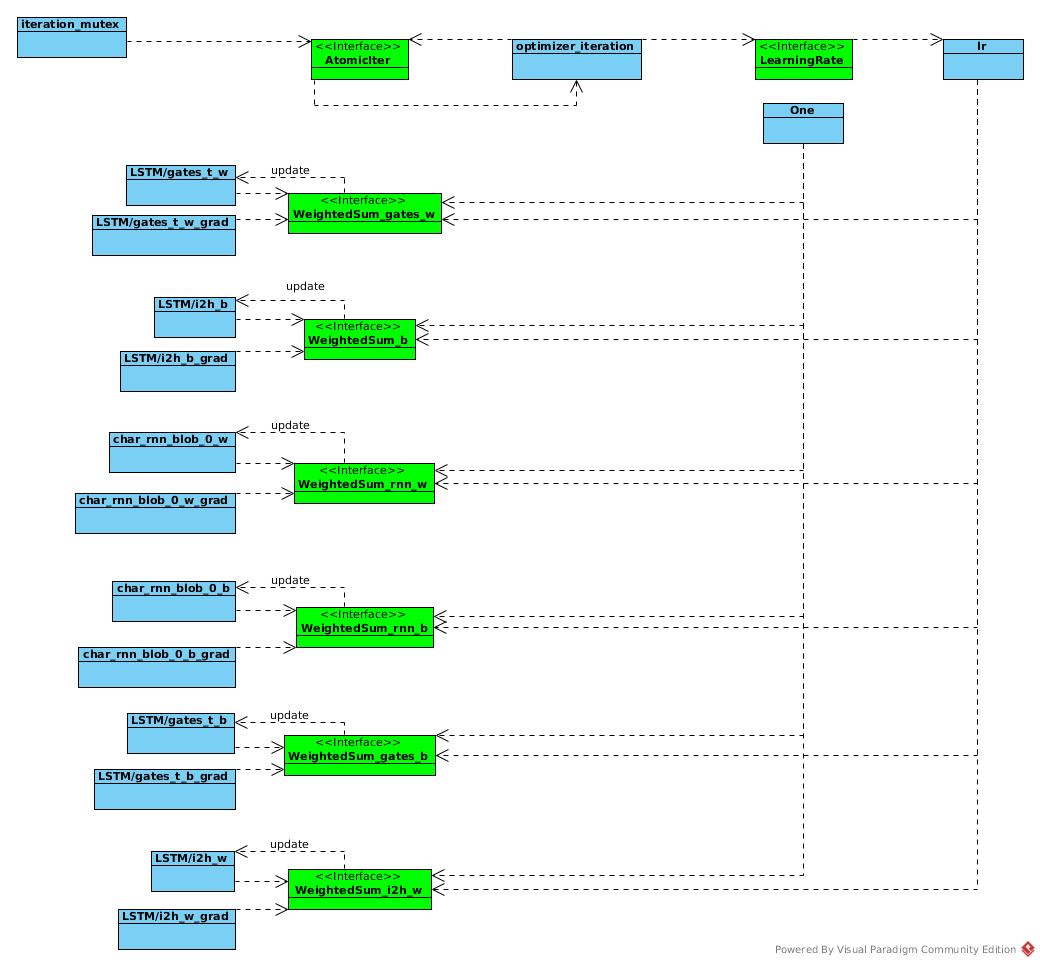 iteration_mutex
<<Interface>>
AtomicIter
optimizer_iteration
<<Interface>>
LearningRate
lr
One
LSTM/gates_t_w
update
<<Interface>>
WeightedSum_gates_w
LSTM/gates_t_w_grad
update
LSTM/i2h_b
<<Interface>>
WeightedSum_b
LSTM/i2h_b_grad
update
char_rnn_blob_0_w
<<Interface>>
WeightedSum_rnn_w
char_rnn_blob_0_w_grad
update
char_rnn_blob_0_b
<<Interface>>
WeightedSum_rnn_b
char_rnn_blob_0_b_grad
update
LSTM/gates_t_b
<<Interface>>
WeightedSum_gates_b
LSTM/gates_t_b_grad
update
LSTM/i2h_w
<<Interface>>
WeightedSum_i2h_w
LSTM/i2h_w_grad
Powered By Visual Paradigm Community Edition